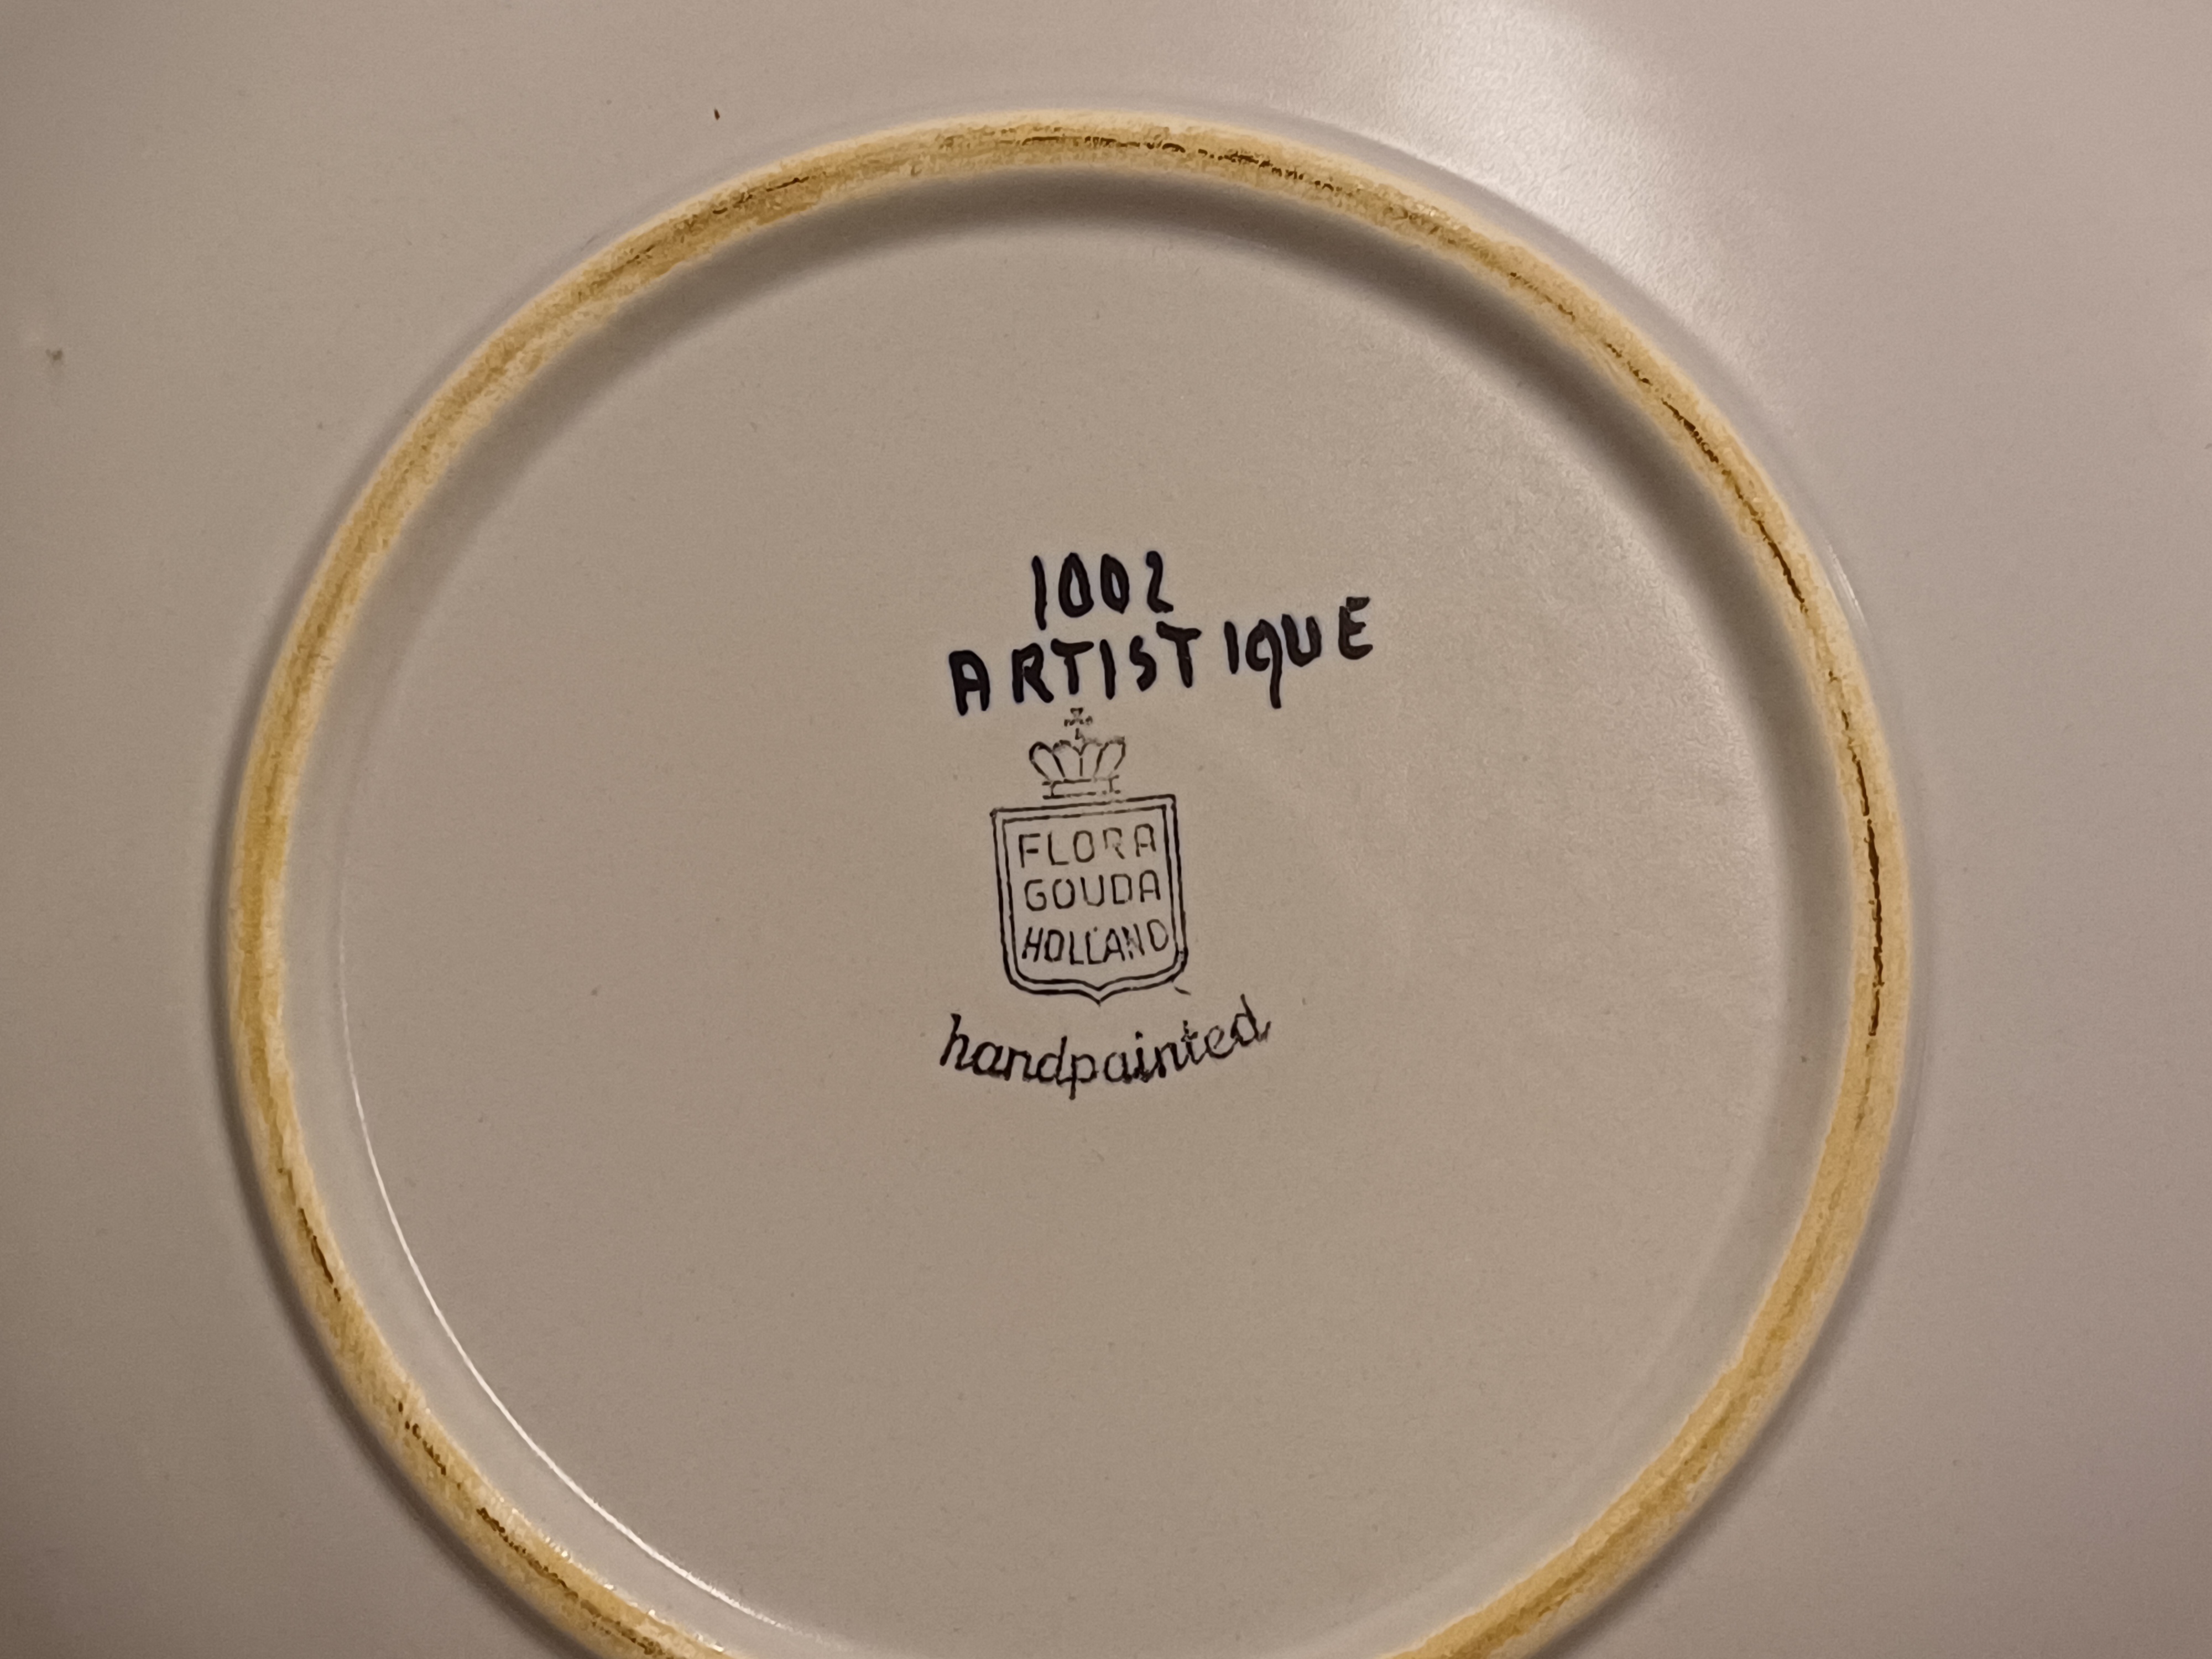 1002
ARTISTIQUE
FLORA
GOUDA
HOLLAND
handpainted